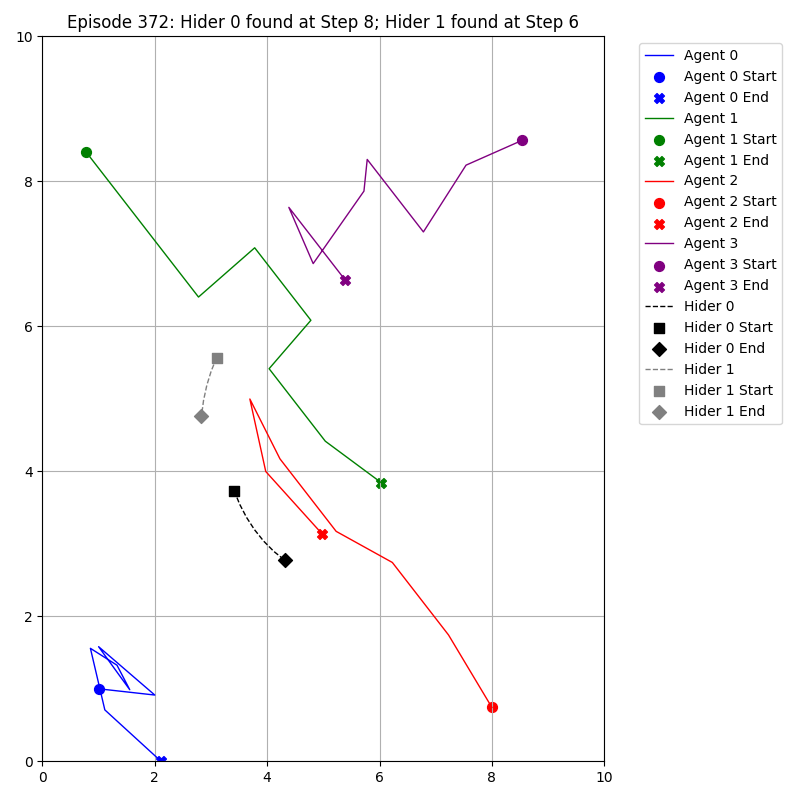 Episode 372: Hider 0 found at Step 8; Hider 1 found at Step 6
10
8
6
4
2
0
0 2 4 6 8 10
Agent 0
Agent 0 Start
Agent 0 End
Agent 1
Agent 1 Start
Agent 1 End
Agent 2
Agent 2 Start
Agent 2 End
Agent 3
Agent 3 Start
Agent 3 End
Hider 0
Hider 0 Start
Hider 0 End
Hider 1
Hider 1 Start
Hider 1 End